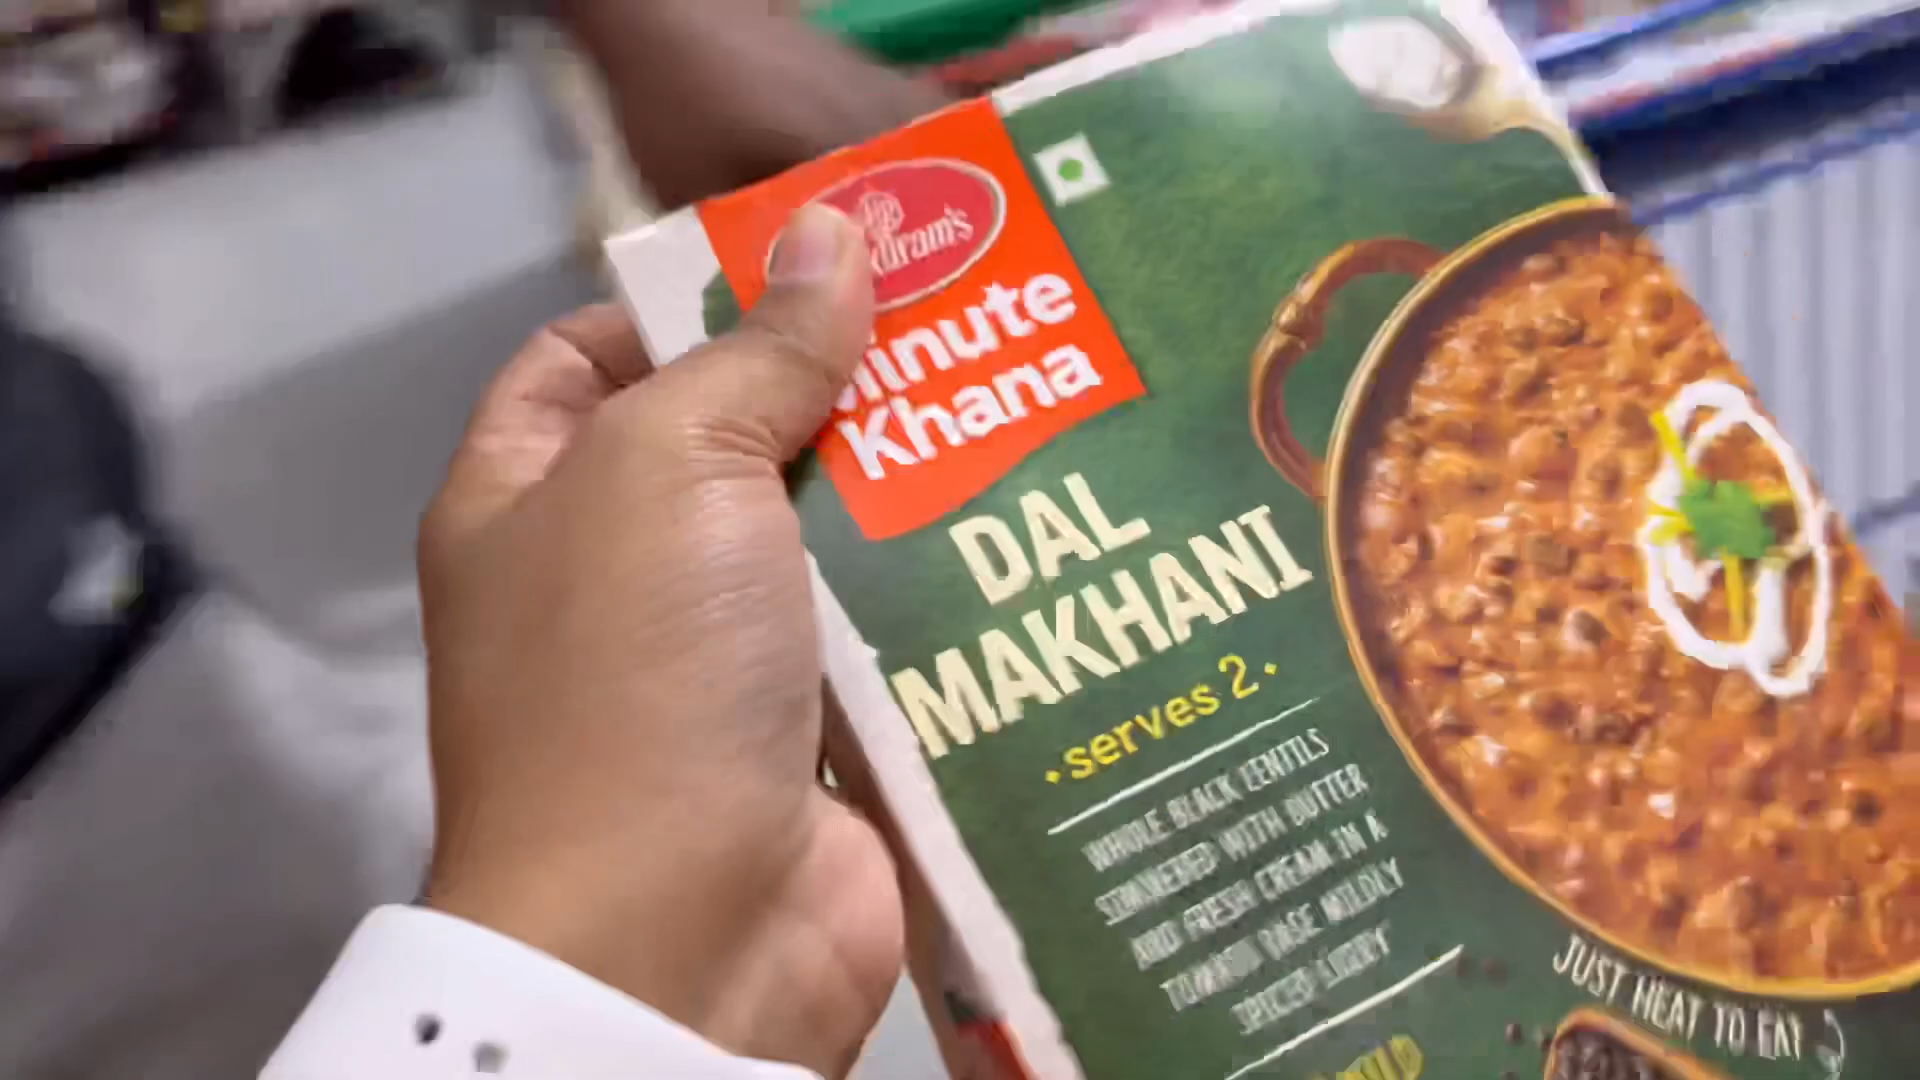 Minute
Khana
DAL
MAKHANI
• serves 2 •
WHOLE BLACK LENTILS
SIMMERED WITH BUTTER
AND FRESH CREAM IN A
TOMATO BASE MILDLY
SPICED CURRY
JUST HEAT TO EAT